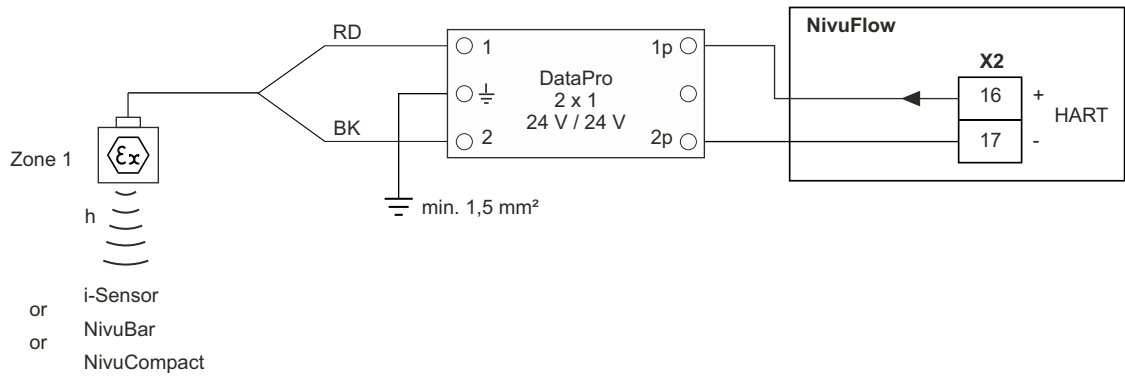 RD
1
1p
DataPro
2 x 1
24 V / 24 V
BK
2
2p
NivuFlow
X2
16
+
HART
17
-
Zone 1
Ex
h
min. 1,5 mm²
i-Sensor
or
NivuBar
or
NivuCompact